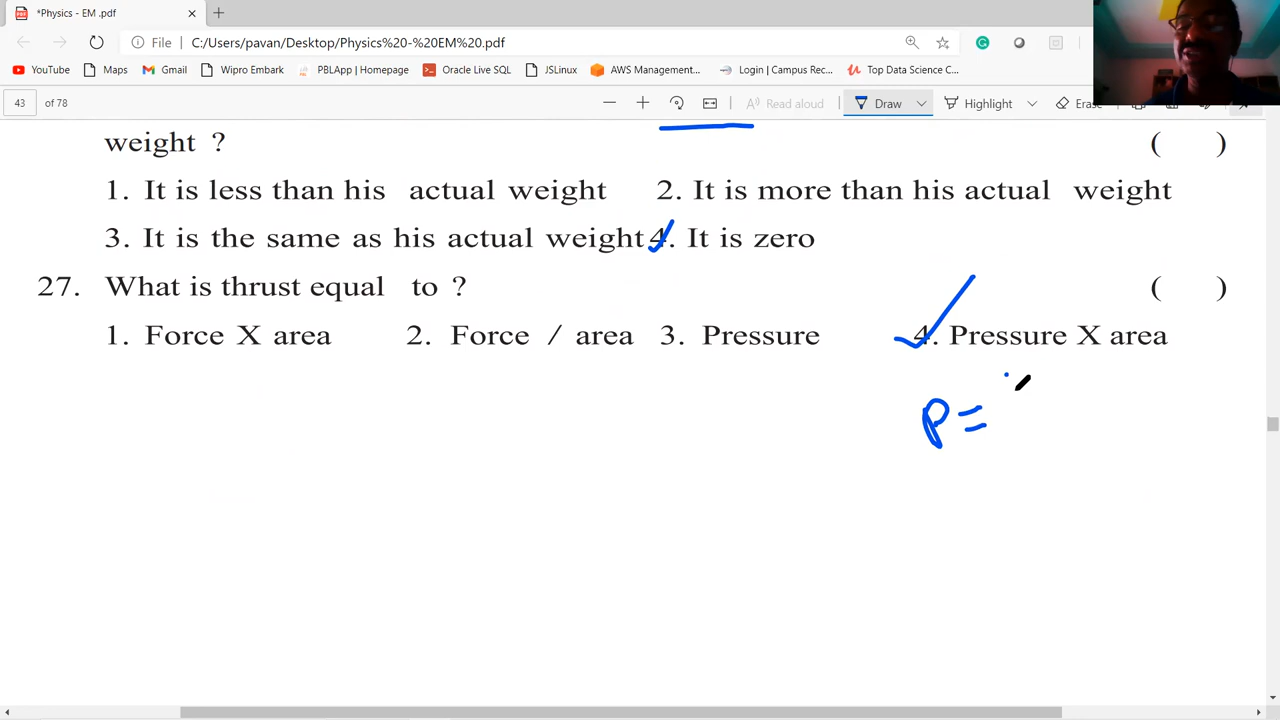 *Physics - EM .pdf
File C:/Users/pavan/Desktop/Physics%20-%20EM%20.pdf
YouTube Maps Gmail Wipro Embark PBLApp | Homepage Oracle Live SQL JSLinux AWS Management... Login | Campus Rec... Top Data Science C...
43 of 78 Read aloud Draw Highlight Erase
weight ? ( )
1. It is less than his actual weight 2. It is more than his actual weight
3. It is the same as his actual weight 4. It is zero
27. What is thrust equal to ? ( )
1. Force X area 2. Force / area 3. Pressure 4. Pressure X area
P =